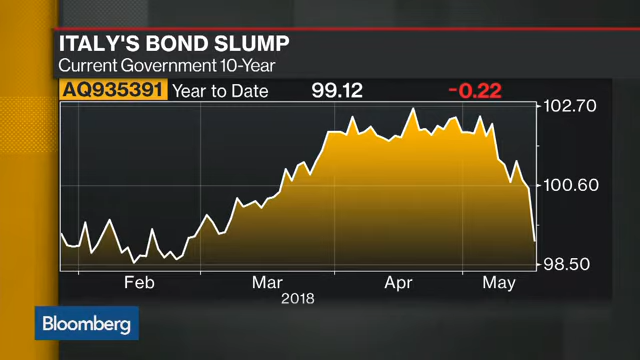 ITALY'S BOND SLUMP
Current Government 10-Year
AQ935391 Year to Date 99.12 -0.22
102.70
100.60
98.50
Feb Mar Apr May
2018
Bloomberg